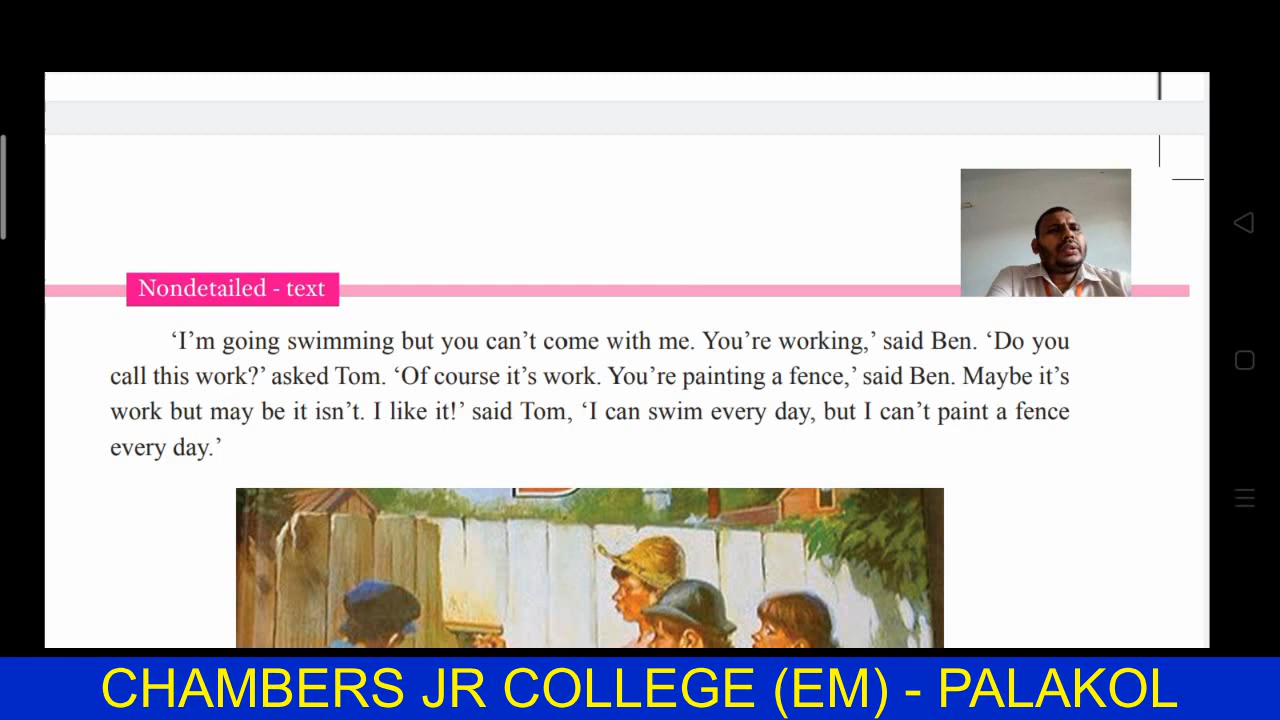 Nondetailed - text
‘I’m going swimming but you can’t come with me. You’re working,’ said Ben. ‘Do you
call this work?’ asked Tom. ‘Of course it’s work. You’re painting a fence,’ said Ben. Maybe it’s
work but may be it isn’t. I like it!’ said Tom, ‘I can swim every day, but I can’t paint a fence
every day.’
CHAMBERS JR COLLEGE (EM) - PALAKOL